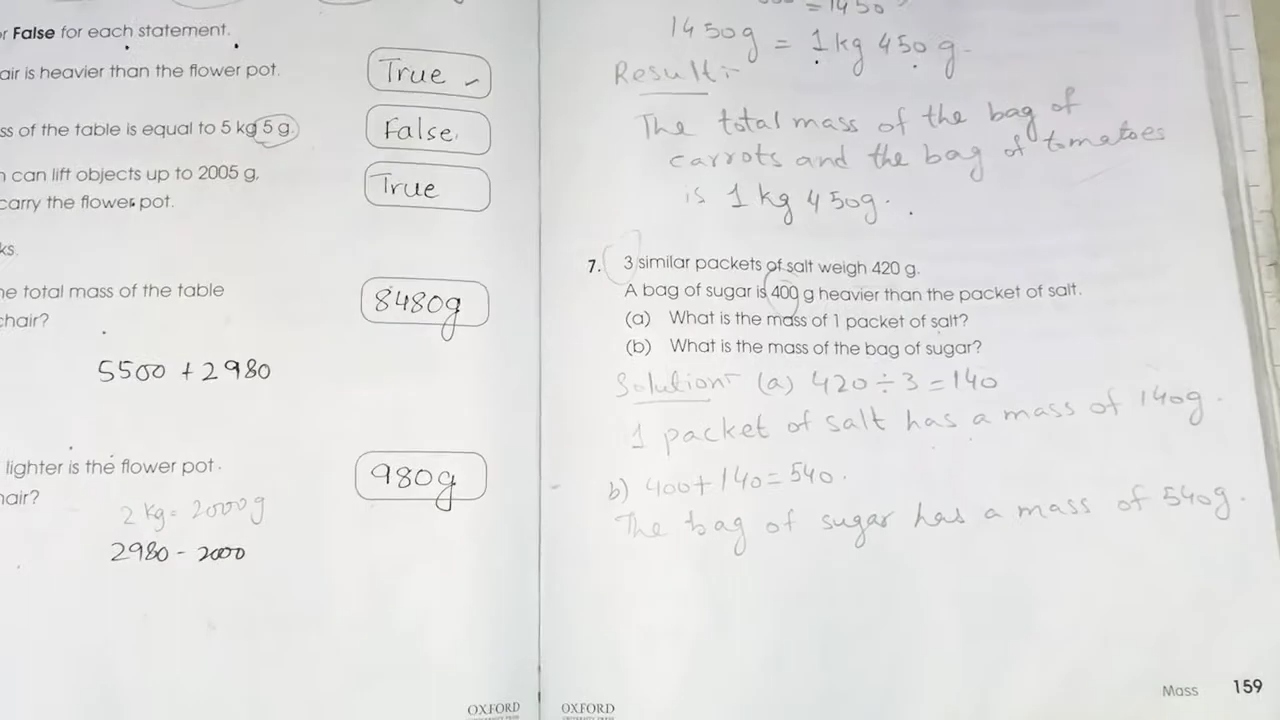 r False for each statement.
air is heavier than the flower pot.
True
ss of the table is equal to 5 kg 5 g.
False.
n can lift objects up to 2005 g,
carry the flower pot.
True
ks.
he total mass of the table
chair?
8480g
5500 + 2980
lighter is the flower pot
hair?
980g
2 kg = 2000 g
2980 - 2000
OXFORD
= 1450
1450g = 1 kg 450 g.
Result:-
The total mass of the bag of
carrots and the bag of tomatoes
is 1 kg 450g.
7. 3 similar packets of salt weigh 420 g.
A bag of sugar is 400 g heavier than the packet of salt.
(a) What is the mass of 1 packet of salt?
(b) What is the mass of the bag of sugar?
Solution:- (a) 420 ÷ 3 = 140
1 packet of salt has a mass of 140g.
b) 400 + 140 = 540.
The bag of sugar has a mass of 540g.
OXFORD
Mass 159